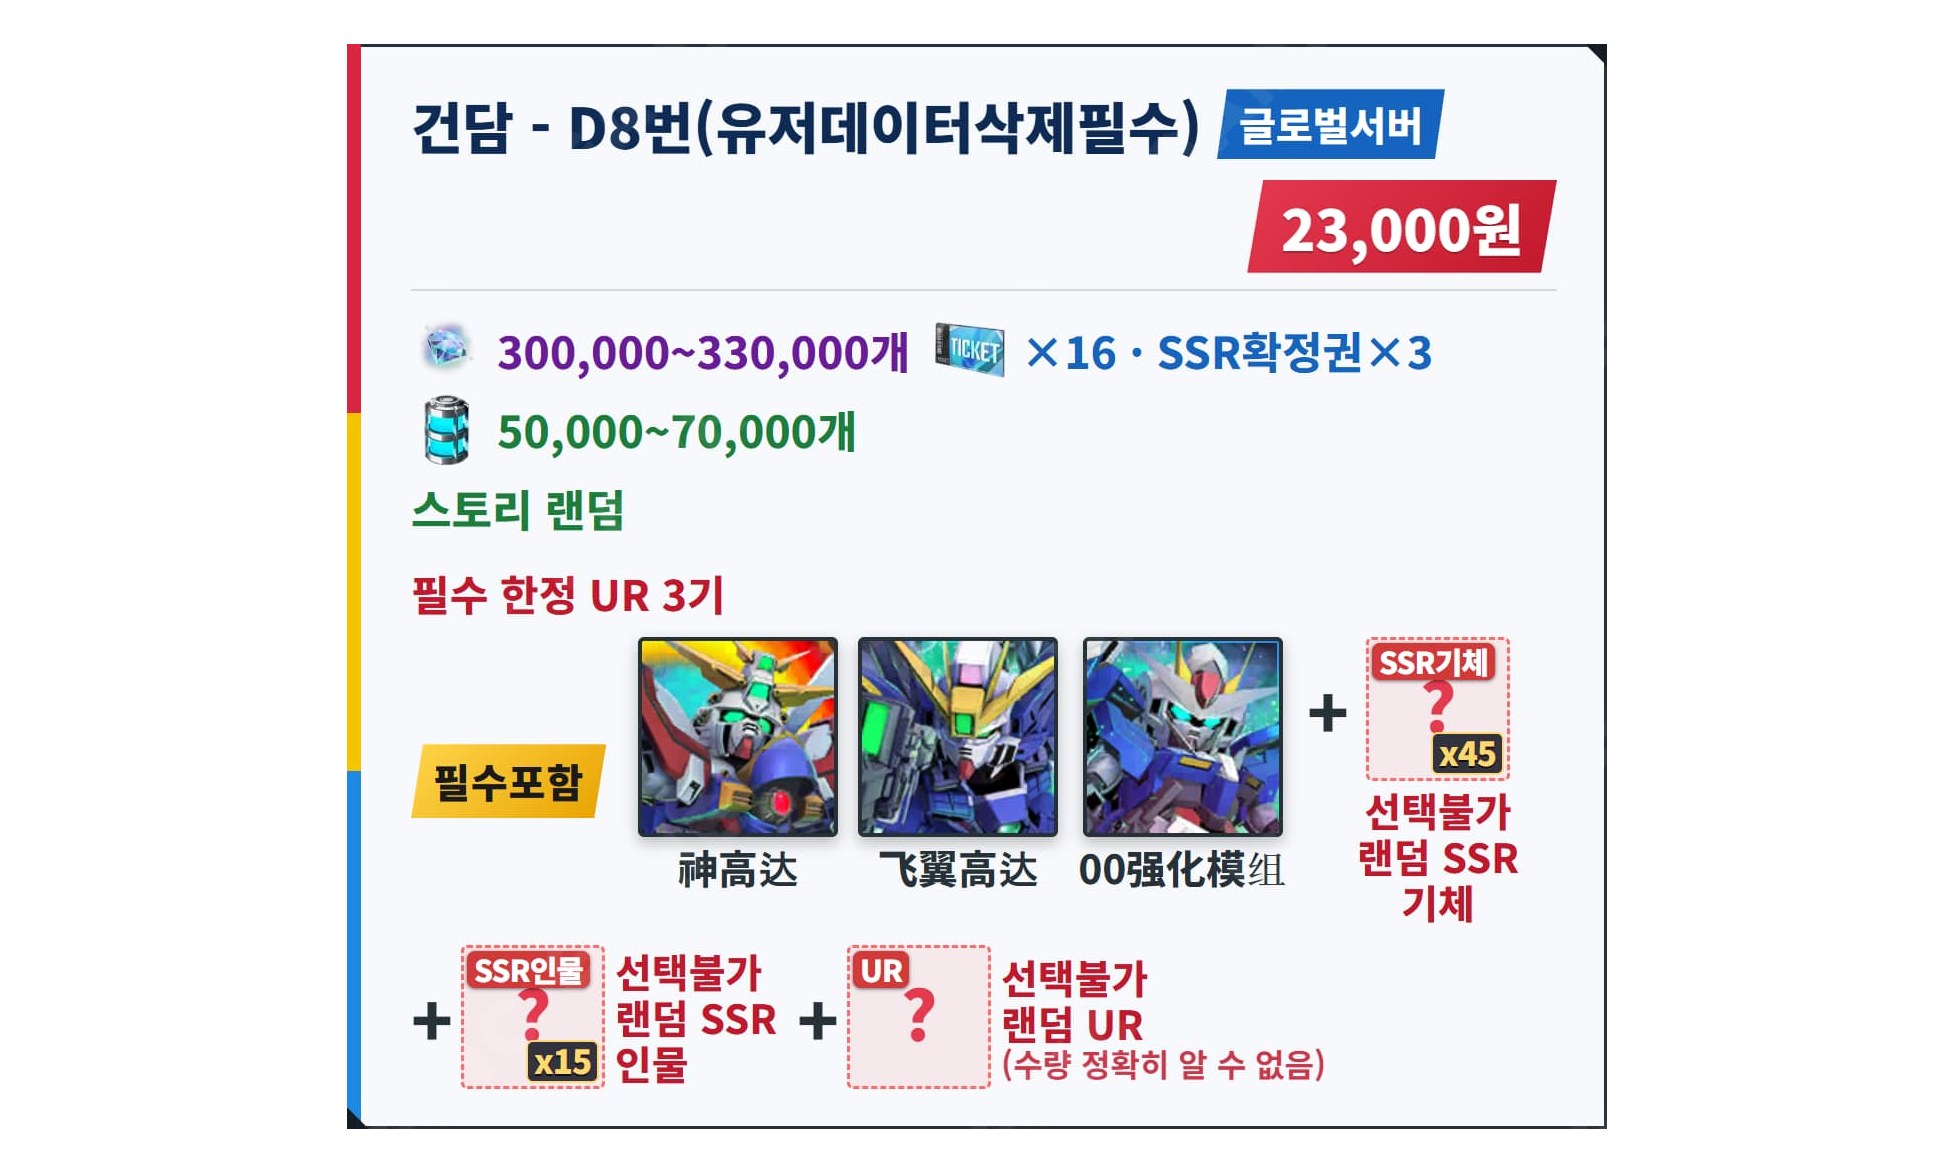 건담 - D8번(유저데이터삭제필수) 글로벌서버
23,000원
300,000~330,000개 TICKET ×16 · SSR확정권×3
50,000~70,000개
스토리 랜덤
필수 한정 UR 3기
필수포함
神高达
飞翼高达
00强化模组
+
SSR기체
?
x45
선택불가
랜덤 SSR
기체
+
SSR인물
?
x15
선택불가
랜덤 SSR
인물
+
UR
?
선택불가
랜덤 UR
(수량 정확히 알 수 없음)